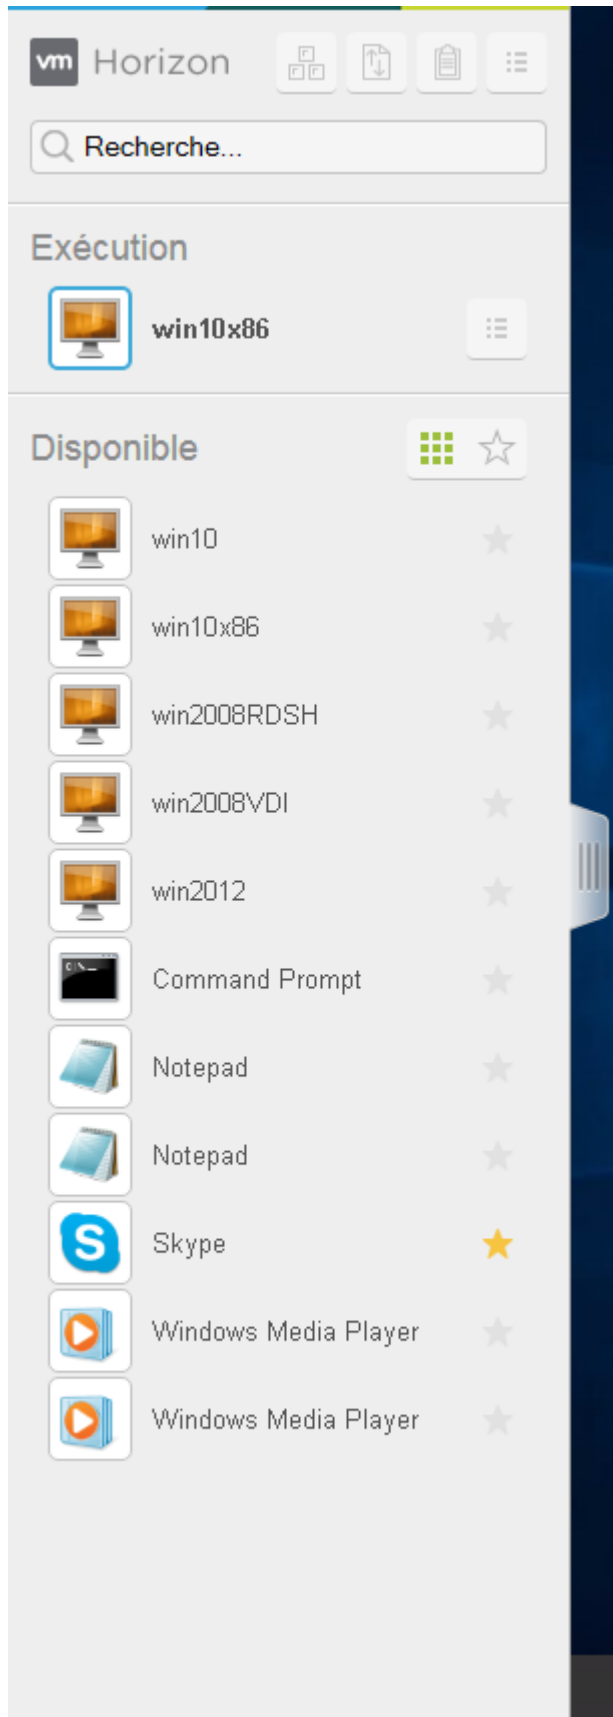 vm Horizon
Recherche...
Exécution
win10x86
Disponible
win10
win10x86
win2008RDSH
win2008VDI
win2012
Command Prompt
Notepad
Notepad
Skype
Windows Media Player
Windows Media Player